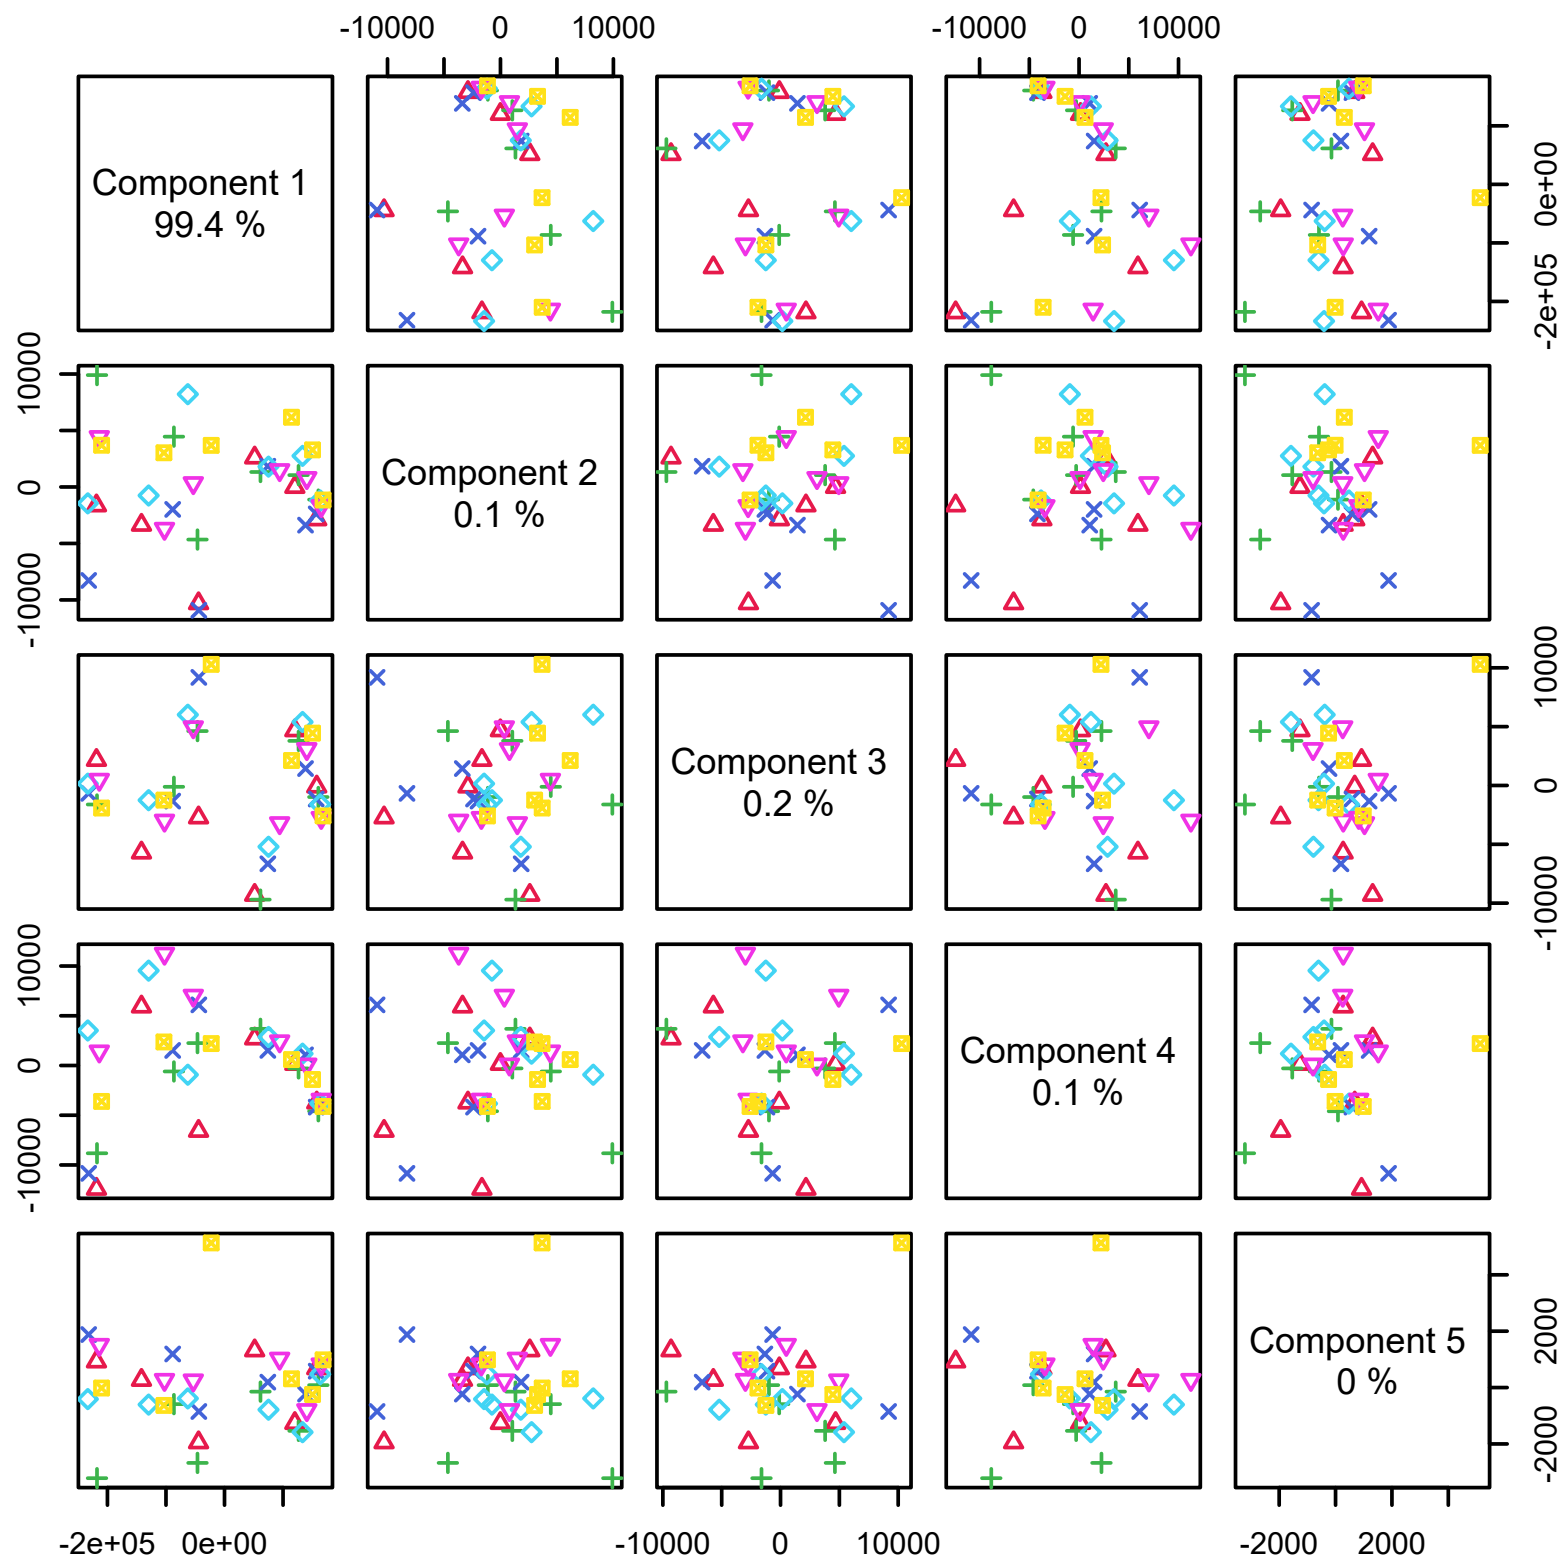 -10000 0 10000 -10000 0 10000
Component 1
99.4 %
-2e+05 0e+00
-10000 0 10000
Component 2
0.1 %
Component 3
0.2 %
-10000 0 10000
-10000 0 10000
Component 4
0.1 %
Component 5
0 %
-2000 2000
-2e+05 0e+00 -10000 0 10000 -2000 2000